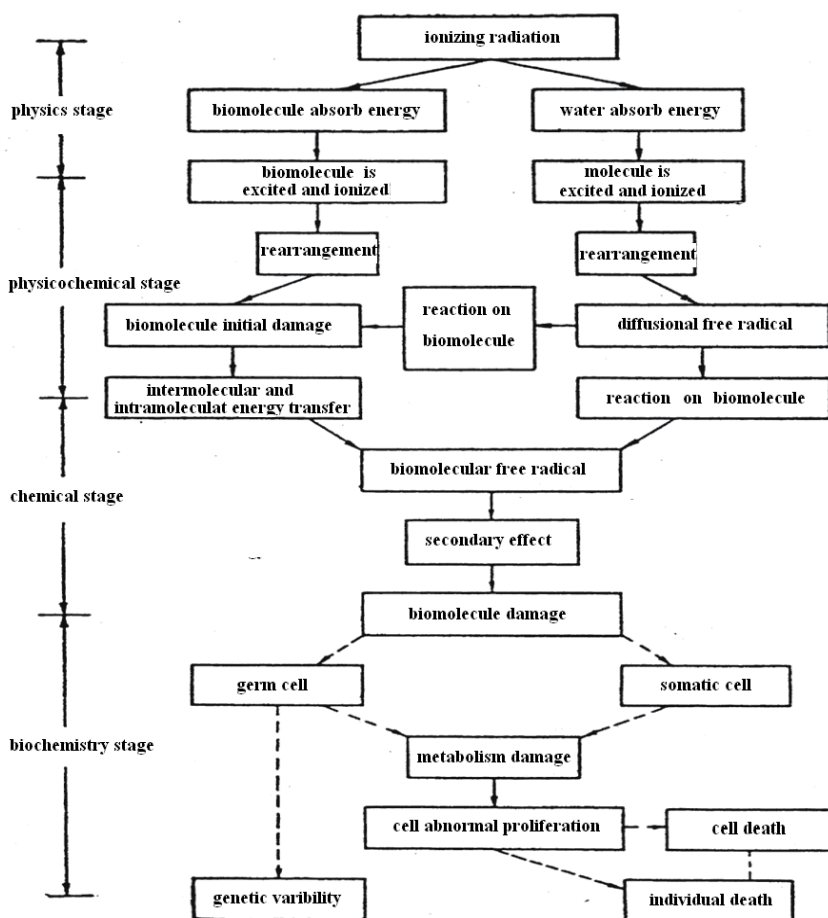 ionizing radiation
physics stage
biomolecule absorb energy
water absorb energy
biomolecule is
excited and ionized
molecule is
excited and ionized
rearrangement
rearrangement
physicochemical stage
biomolecule initial damage
reaction on
biomolecule
diffusional free radical
intermolecular and
intramoleculat energy transfer
reaction on biomolecule
biomolecular free radical
chemical stage
secondary effect
biomolecule damage
germ cell
somatic cell
biochemistry stage
metabolism damage
cell abnormal proliferation
cell death
genetic varibility
individual death